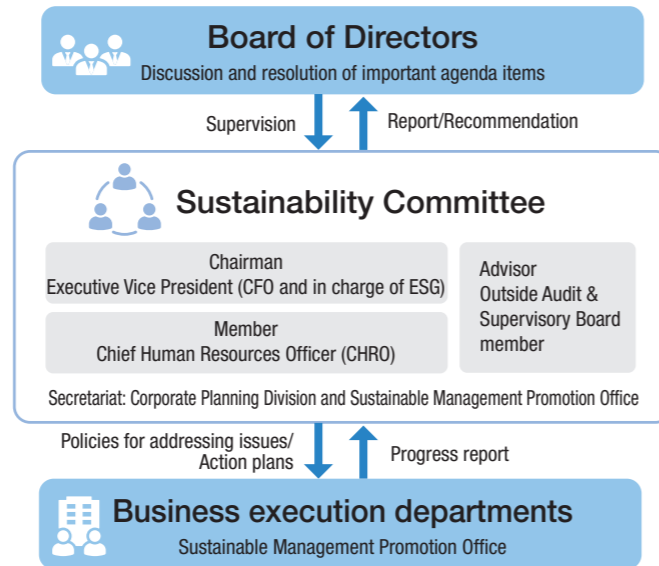 Board of Directors
Discussion and resolution of important agenda items
Supervision
Report/Recommendation
Sustainability Committee
Chairman
Executive Vice President (CFO and in charge of ESG)
Member
Chief Human Resources Officer (CHRO)
Advisor
Outside Audit &
Supervisory Board
member
Secretariat: Corporate Planning Division and Sustainable Management Promotion Office
Policies for addressing issues/
Action plans
Progress report
Business execution departments
Sustainable Management Promotion Office